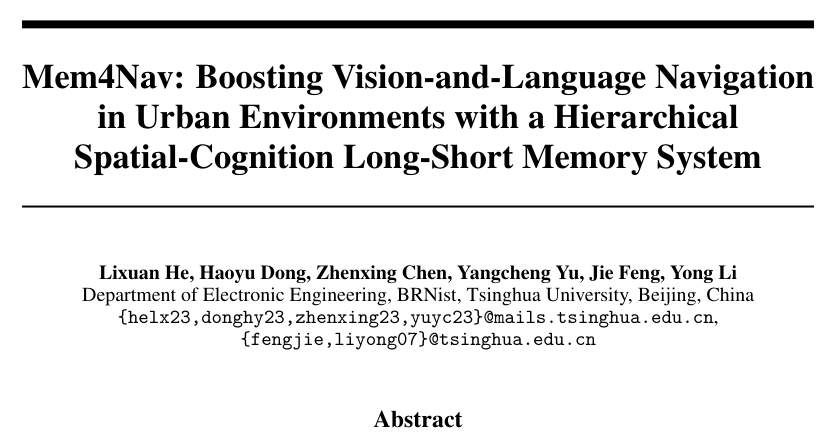 Mem4Nav: Boosting Vision-and-Language Navigation
in Urban Environments with a Hierarchical
Spatial-Cognition Long-Short Memory System
Lixuan He, Haoyu Dong, Zhenxing Chen, Yangcheng Yu, Jie Feng, Yong Li
Department of Electronic Engineering, BRNist, Tsinghua University, Beijing, China
{helx23,donghy23,zhenxing23,yuyc23}@mails.tsinghua.edu.cn,
{fengjie,liyong07}@tsinghua.edu.cn
Abstract